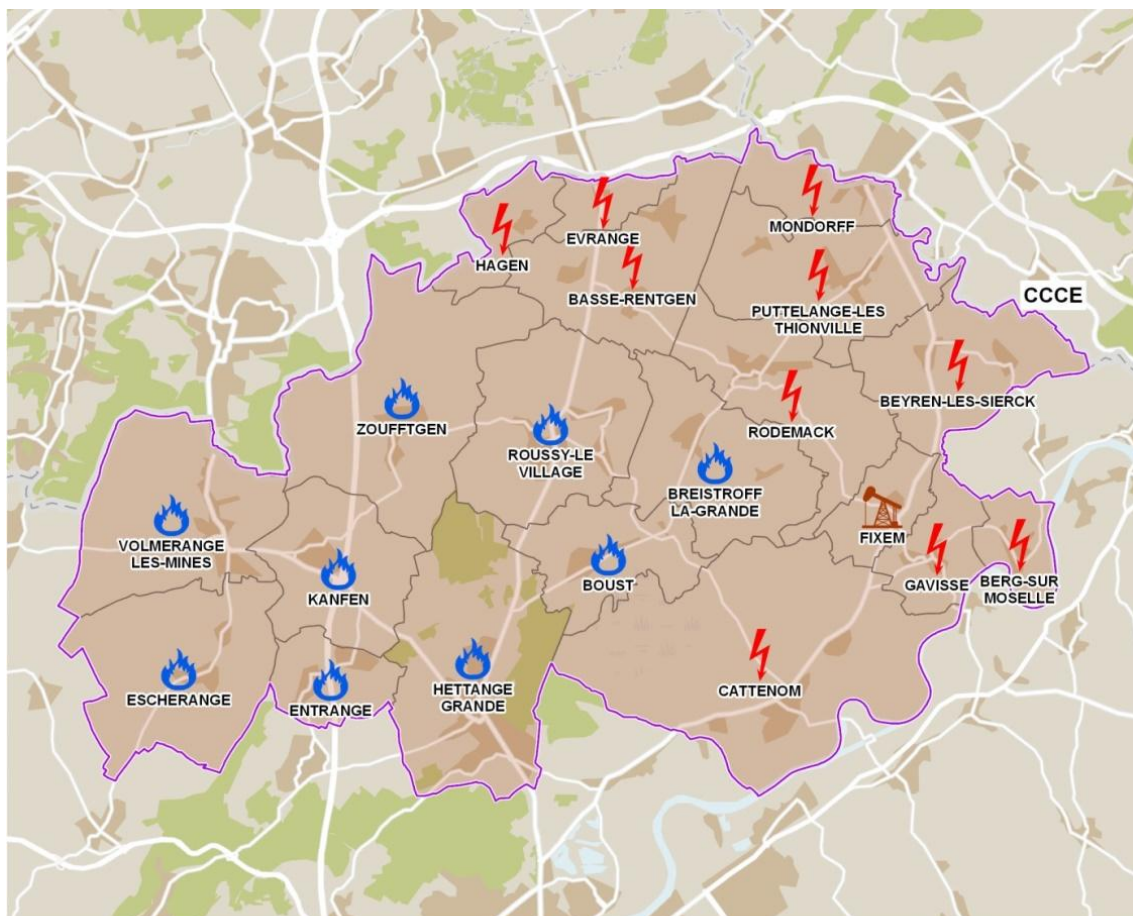 MONDORFF
EVRANGE
HAGEN
BASSE-RENTGEN
CCCE
PUTTELANGE-LES
THIONVILLE
BEYREN-LES-SIERCK
ZOUFFTGEN
RODEMACK
ROUSSY-LE
VILLAGE
BREISTROFF
LA-GRANDE
FIXEM
VOLMERANGE
LES-MINES
KANFEN
BOUST
GAVISSE
BERG-SUR
MOSELLE
ESCHERANGE
ENTRANGE
HETTANGE
GRANDE
CATTENOM